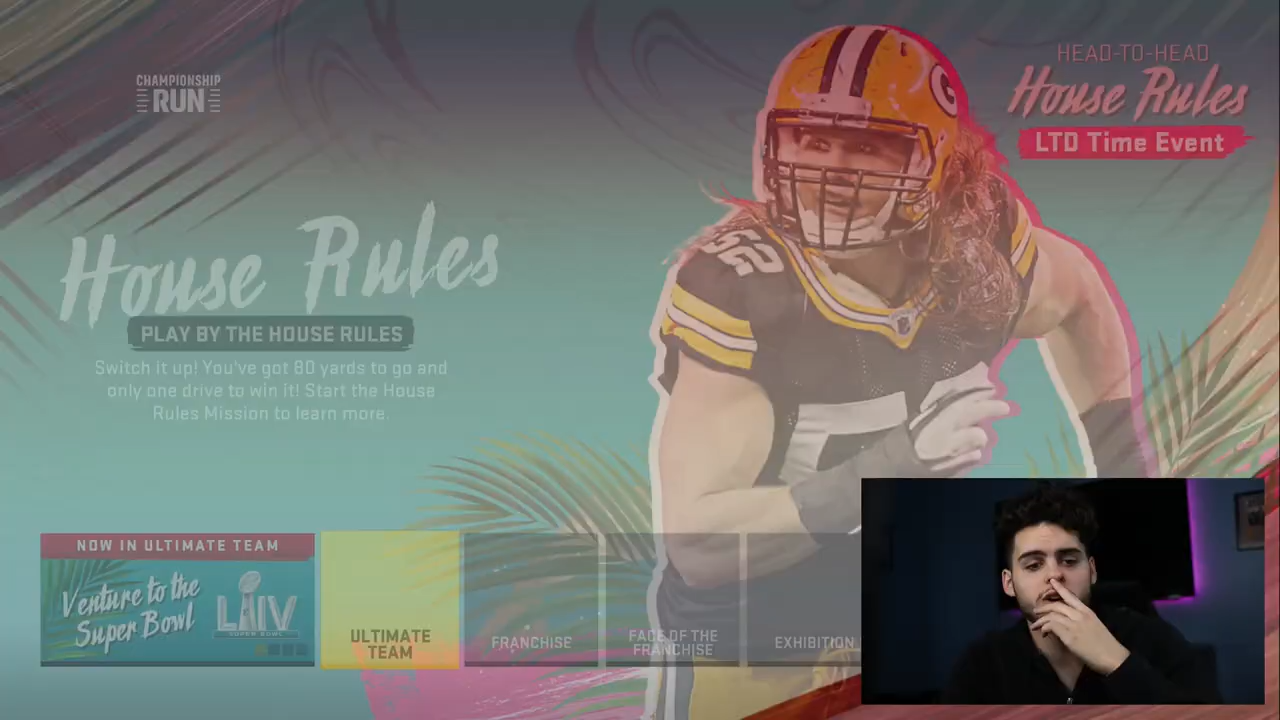 CHAMPIONSHIP
RUN
HEAD-TO-HEAD
House Rules
LTD Time Event
House Rules
PLAY BY THE HOUSE RULES
Switch it up! You've got 80 yards to go and
only one drive to win it! Start the House
Rules Mission to learn more.
52
G
NOW IN ULTIMATE TEAM
Venture to the
Super Bowl
LIV
SUPER BOWL
ULTIMATE
TEAM
FRANCHISE
FACE OF THE
FRANCHISE
EXHIBITION